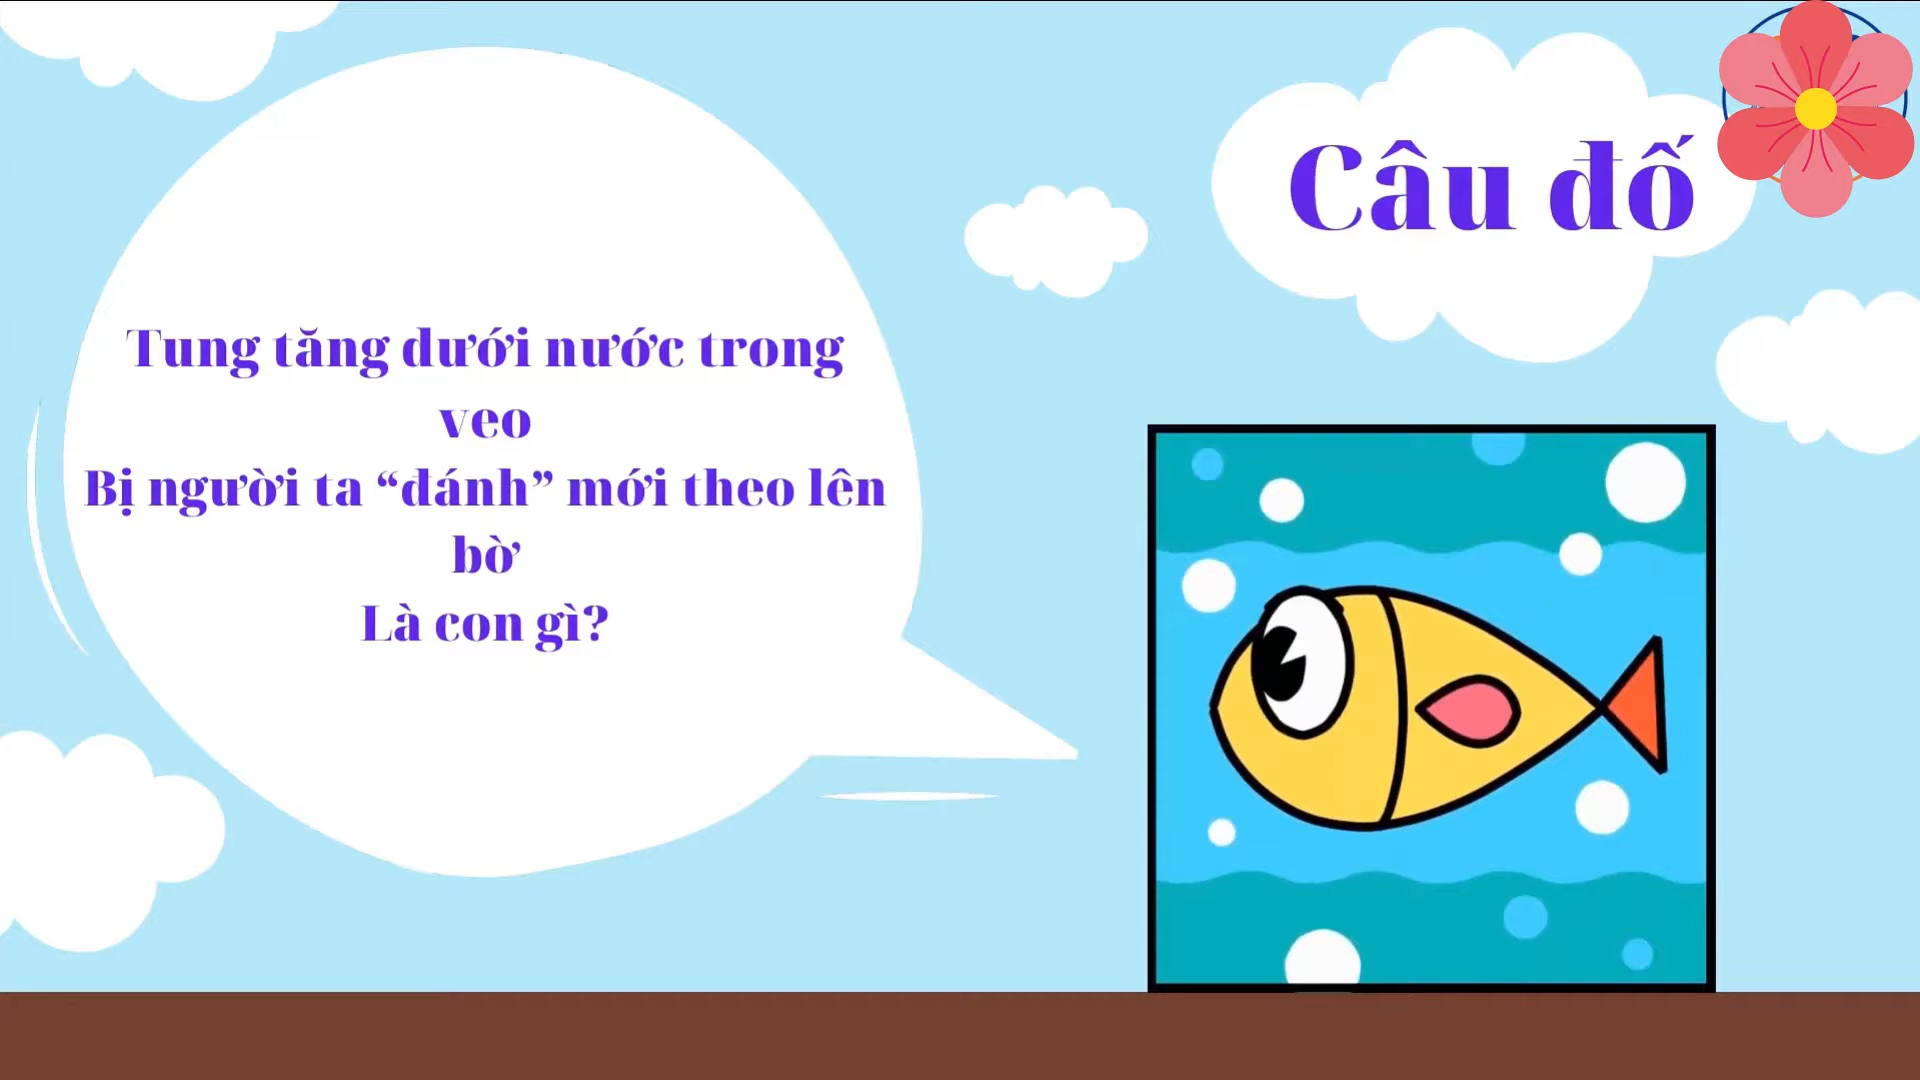 Câu đố
Tung tăng dưới nước trong
veo
Bị người ta “đánh” mới theo lên
bờ
Là con gì?